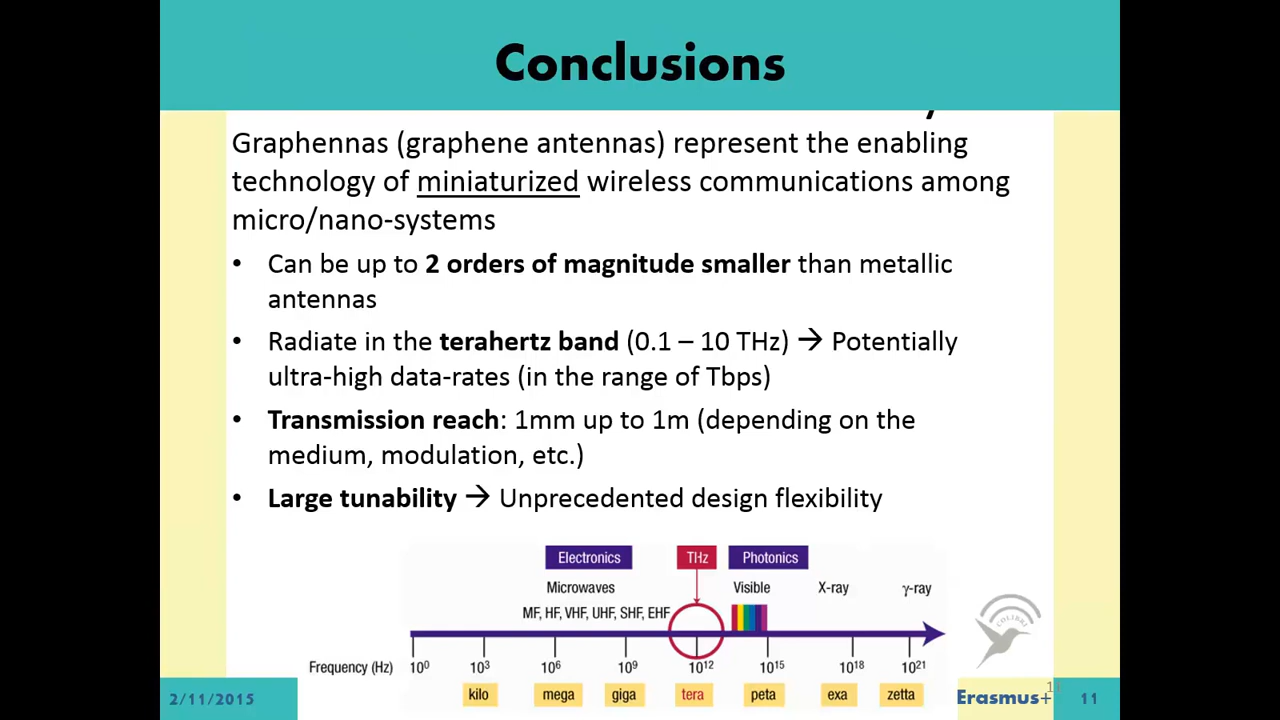 Conclusions
Graphennas (graphene antennas) represent the enabling
technology of miniaturized wireless communications among
micro/nano-systems
• Can be up to 2 orders of magnitude smaller than metallic
antennas
• Radiate in the terahertz band (0.1 – 10 THz) → Potentially
ultra-high data-rates (in the range of Tbps)
• Transmission reach: 1mm up to 1m (depending on the
medium, modulation, etc.)
• Large tunability → Unprecedented design flexibility
Electronics THz Photonics
Microwaves Visible X-ray γ-ray
MF, HF, VHF, UHF, SHF, EHF
Frequency (Hz) 10⁰ 10³ 10⁶ 10⁹ 10¹² 10¹⁵ 10¹⁸ 10²¹
kilo mega giga tera peta exa zetta
COLIBRI
2/11/2015 Erasmus+ 11